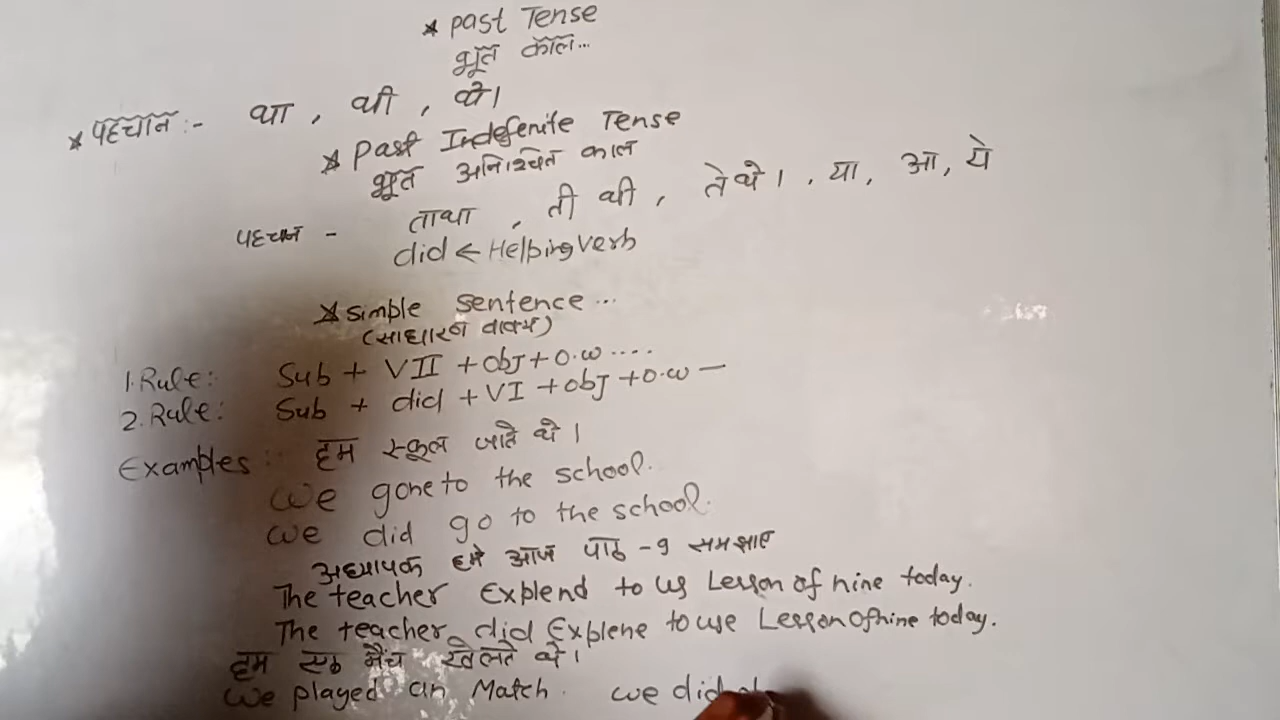 * Past Tense
भूत काल...
* पहचान :- था , थी , थे।
* Past Indefenite Tense
भूत अनिश्चित काल
पहचान - ताथा , ती थी , ते थे। , या, आ, ये
did < Helping verb
* Simple Sentence ...
(साधारण वाक्य)
1. Rule: Sub + VII + obj + o.w ....
2. Rule: Sub + did + VI + obj + o.w —
Examples: हम स्कूल जाते थे।
we gone to the school.
we did go to the school.
अध्यापक हमे आज पाठ -9 समझाए
The teacher Explend to us Lesson of nine today.
The teacher did Explene to use Lesson of nine today.
हम एक मैच खेलते थे।
we played an Match. we did